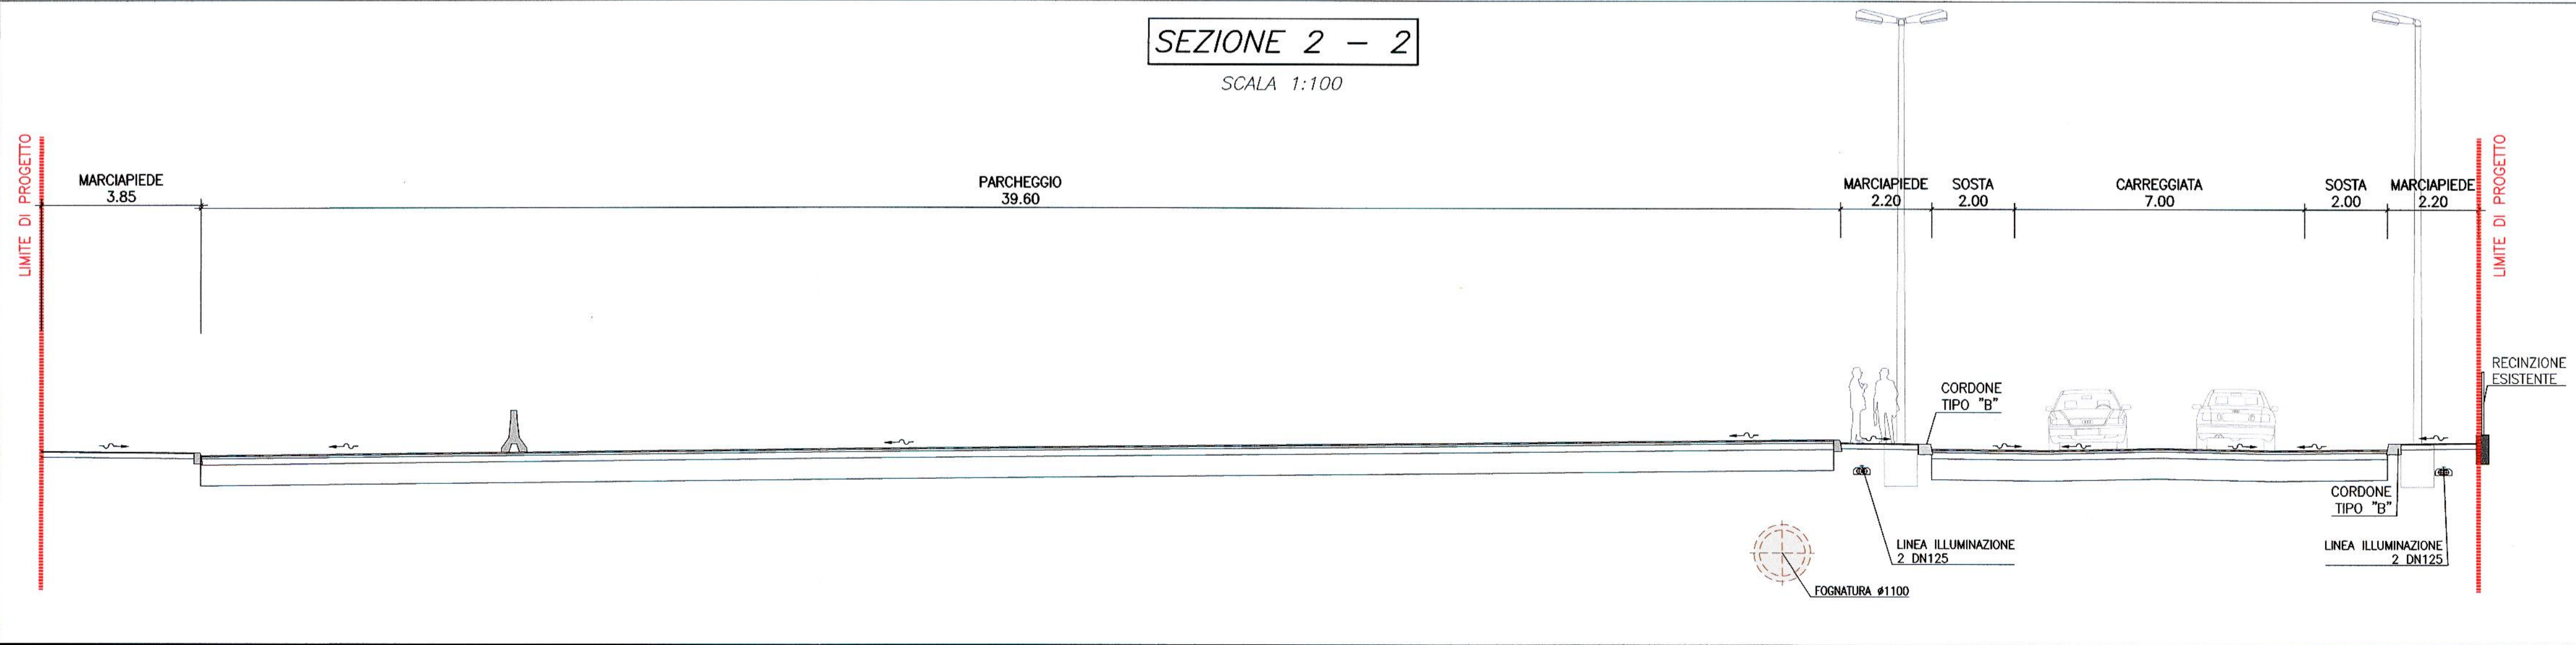 SEZIONE 2 - 2
SCALA 1:100
LIMITE DI PROGETTO
MARCIAPIEDE
3.85
PARCHEGGIO
39.60
MARCIAPIEDE
2.20
SOSTA
2.00
CARREGGIATA
7.00
SOSTA
2.00
MARCIAPIEDE
2.20
LIMITE DI PROGETTO
RECINZIONE
ESISTENTE
CORDONE
TIPO "B"
CORDONE
TIPO "B"
LINEA ILLUMINAZIONE
2 DN125
LINEA ILLUMINAZIONE
2 DN125
FOGNATURA ø1100